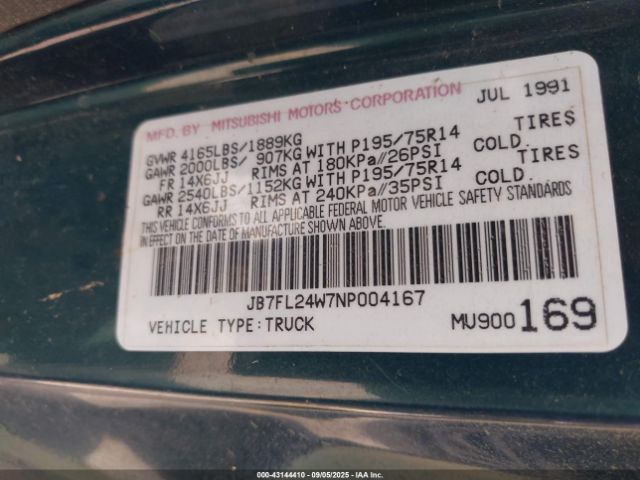 MFD. BY MITSUBISHI MOTORS CORPORATION JUL 1991
GVWR 4165LBS/1889KG
GAWR 2000LBS/ 907KG WITH P195/75R14 TIRES
FR 14X6JJ RIMS AT 180KPa//26PSI COLD.
GAWR 2540LBS/1152KG WITH P195/75R14 TIRES
RR 14X6JJ RIMS AT 240KPa//35PSI COLD.
THIS VEHICLE CONFORMS TO ALL APPLICABLE FEDERAL MOTOR VEHICLE SAFETY STANDARDS
IN EFFECT ON THE DATE OF MANUFACTURE SHOWN ABOVE.
JB7FL24W7NP004167
VEHICLE TYPE:TRUCK MU900 169
000-43144410 09/05/2025 IAAI.COM